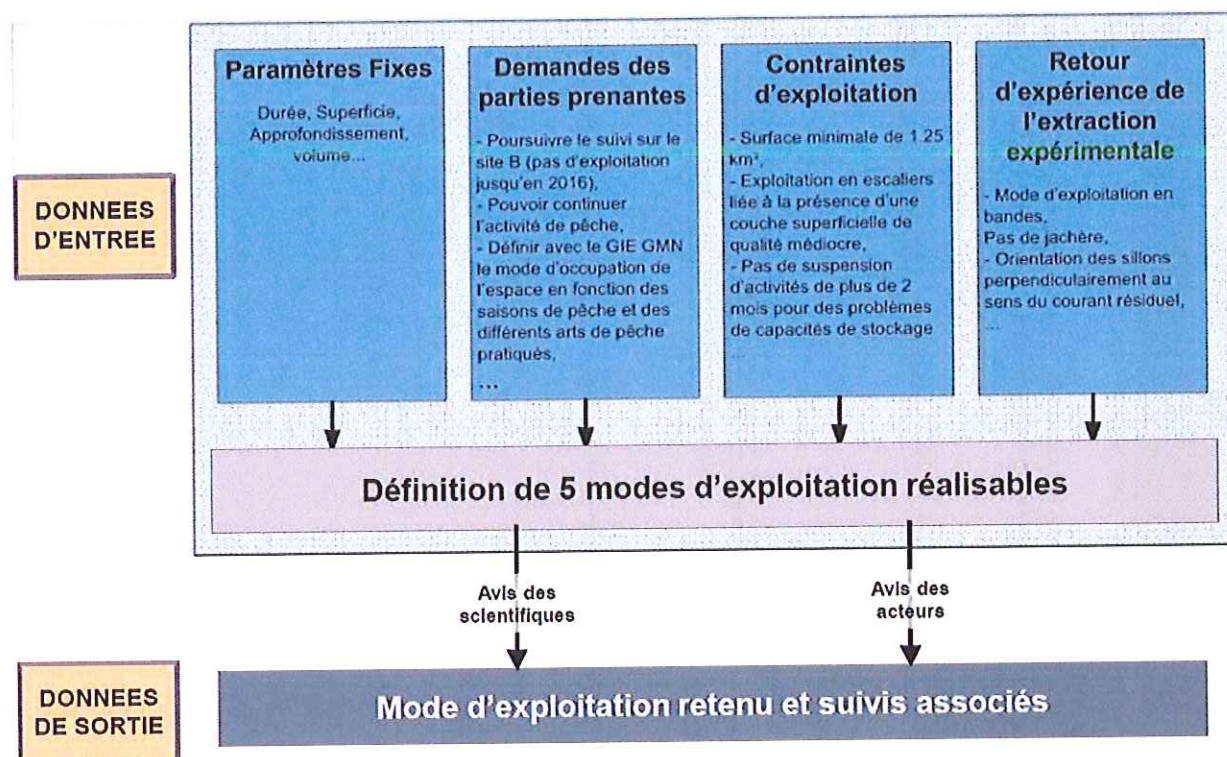 DONNEES
D'ENTREE
Paramètres Fixes
Durée, Superficie,
Approfondissement,
volume...
Demandes des
parties prenantes
- Poursuivre le suivi sur le
site B (pas d'exploitation
jusqu'en 2016),
- Pouvoir continuer
l'activité de pêche,
- Définir avec le GIE GMN
le mode d'occupation de
l'espace en fonction des
saisons de pêche et des
différents arts de pêche
pratiqués,
...
Contraintes
d'exploitation
- Surface minimale de 1.25
km²,
- Exploitation en escaliers
liée à la présence d'une
couche superficielle de
qualité médiocre,
- Pas de suspension
d'activités de plus de 2
mois pour des problèmes
de capacités de stockage
...
Retour
d'expérience de
l'extraction
expérimentale
- Mode d'exploitation en
bandes,
Pas de jachère,
- Orientation des sillons
perpendiculairement au
sens du courant résiduel,
...
Définition de 5 modes d'exploitation réalisables
Avis des
scientifiques
Avis des
acteurs
DONNEES
DE SORTIE
Mode d'exploitation retenu et suivis associés